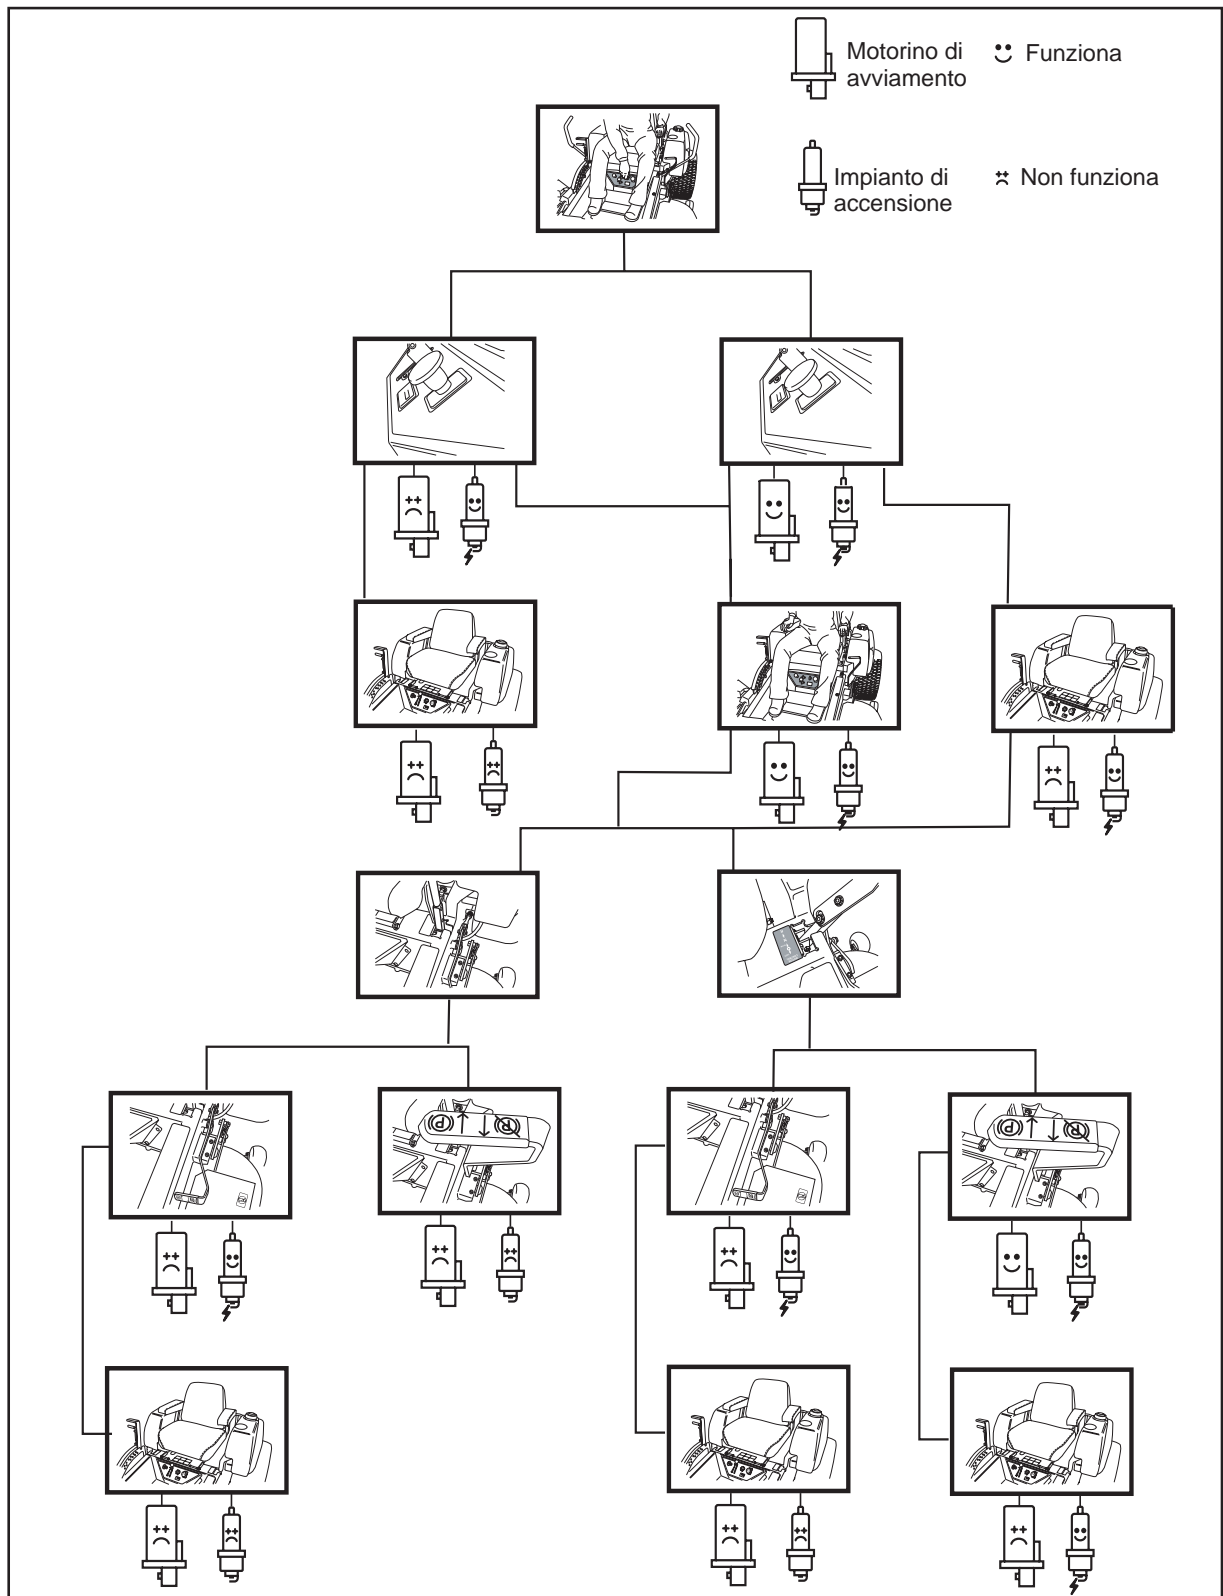 Motorino di
avviamento
Funziona
Impianto di
accensione
Non funziona
P
P
P
P